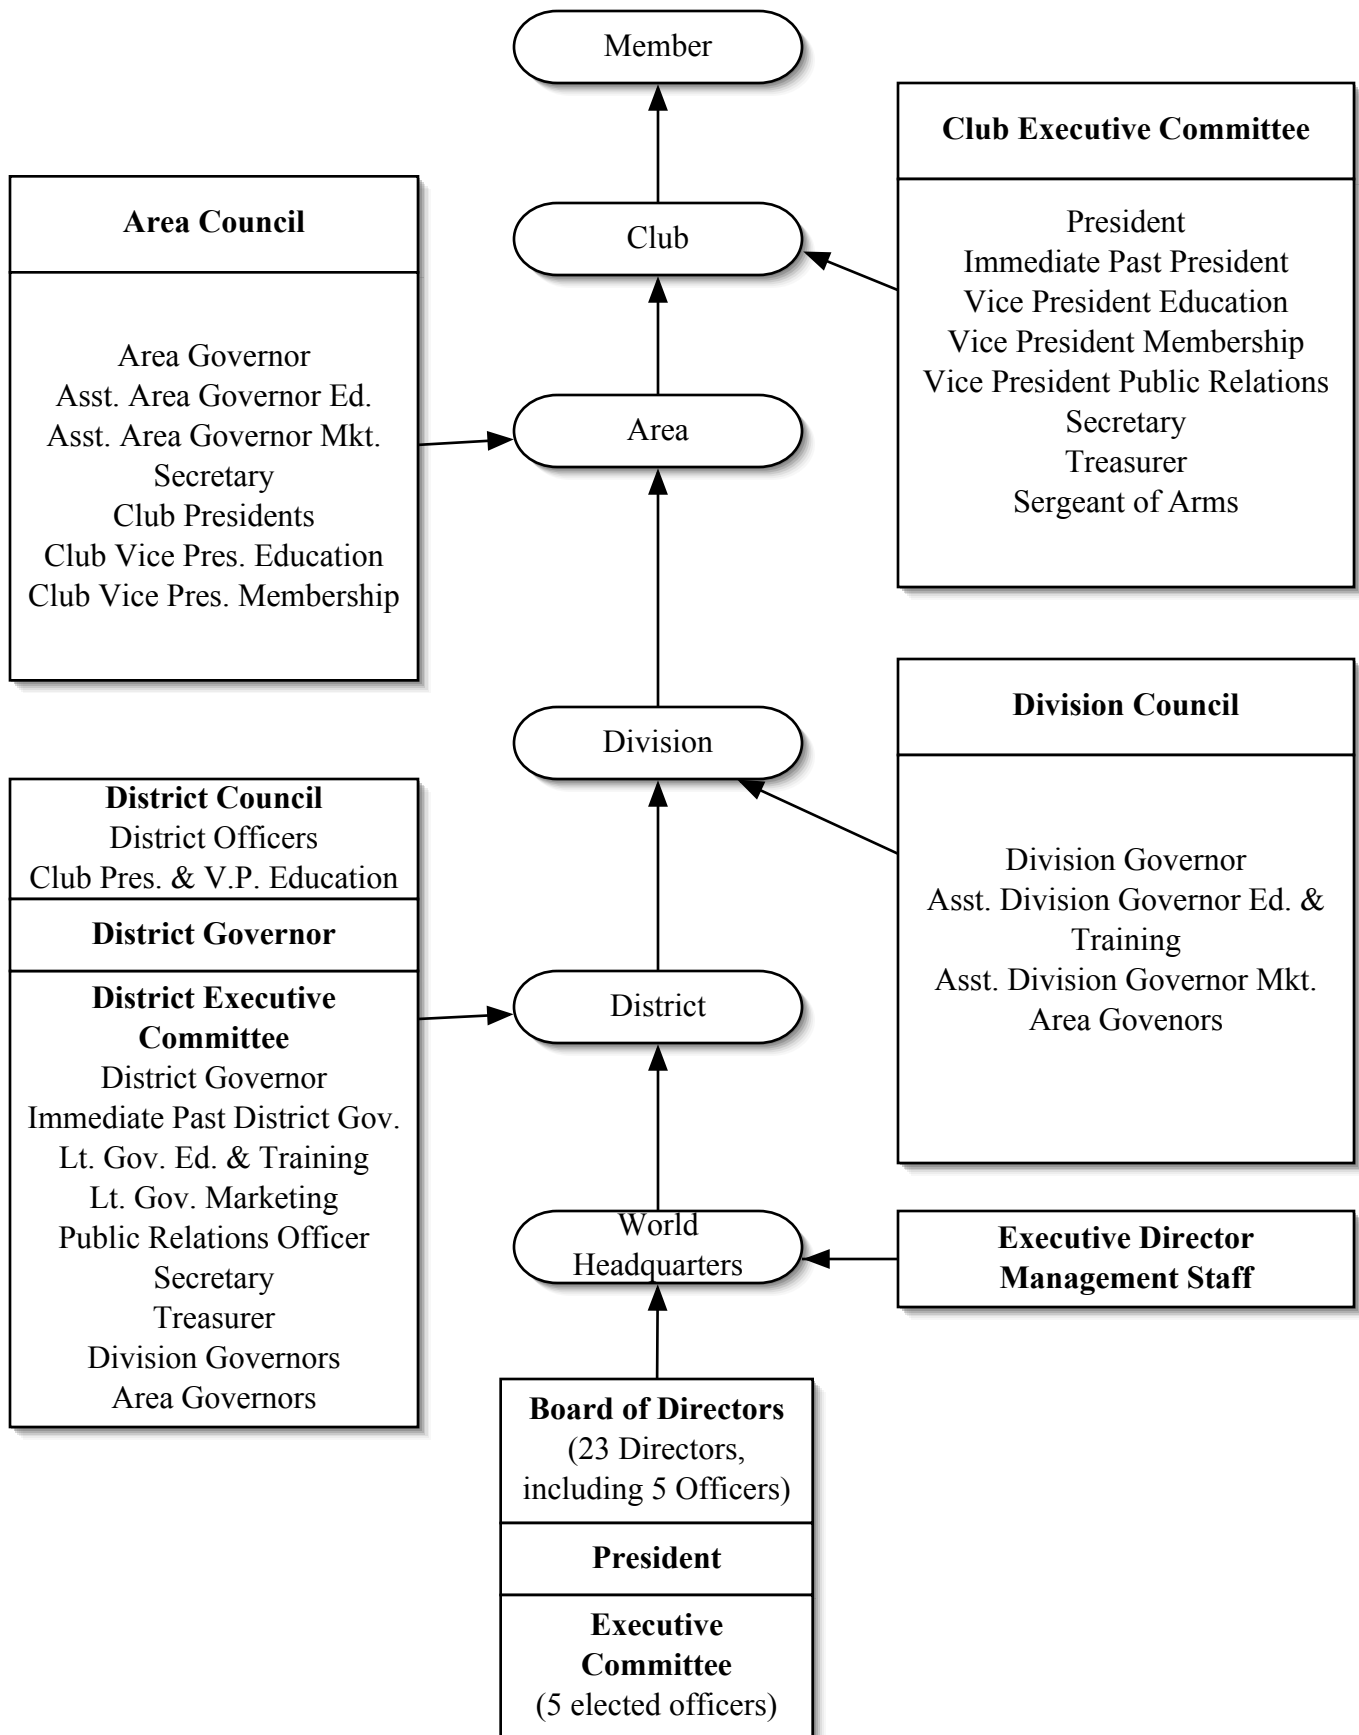 Member
Club Executive Committee
President
Immediate Past President
Vice President Education
Vice President Membership
Vice President Public Relations
Secretary
Treasurer
Sergeant of Arms
Area Council
Area Governor
Asst. Area Governor Ed.
Asst. Area Governor Mkt.
Secretary
Club Presidents
Club Vice Pres. Education
Club Vice Pres. Membership
Club
Area
Division
Division Council
Division Governor
Asst. Division Governor Ed. &
Training
Asst. Division Governor Mkt.
Area Govenors
District Council
District Officers
Club Pres. & V.P. Education
District Governor
District Executive
Committee
District Governor
Immediate Past District Gov.
Lt. Gov. Ed. & Training
Lt. Gov. Marketing
Public Relations Officer
Secretary
Treasurer
Division Governors
Area Governors
District
World
Headquarters
Executive Director
Management Staff
Board of Directors
(23 Directors,
including 5 Officers)
President
Executive
Committee
(5 elected officers)